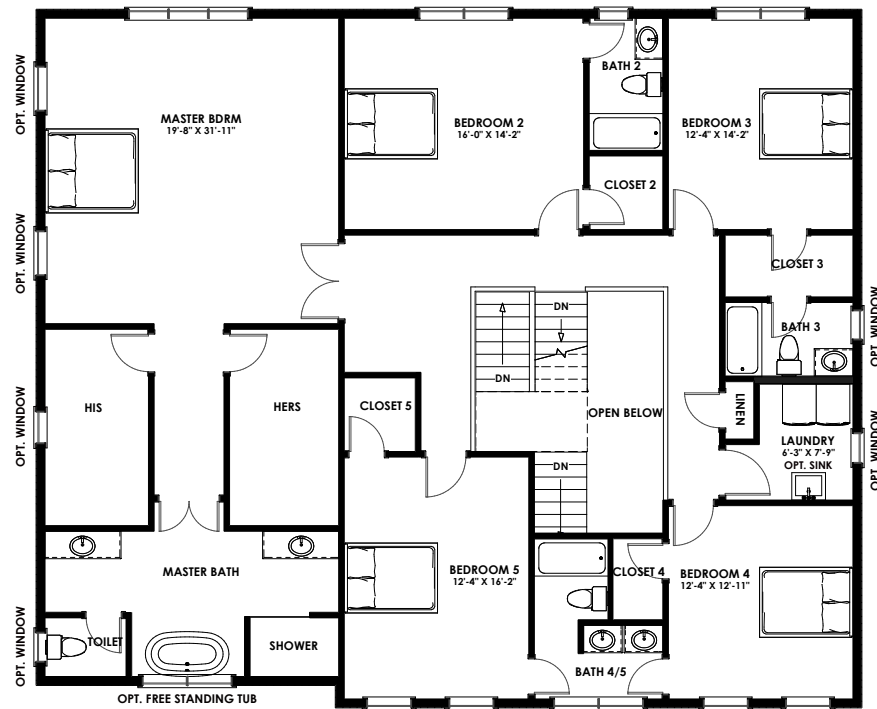 OPT. WINDOW
MASTER BDRM
19'-8" X 31'-11"
BEDROOM 2
16'-0" X 14'-2"
BATH 2
CLOSET 2
BEDROOM 3
12'-4" X 14'-2"
OPT. WINDOW
CLOSET 3
BATH 3
OPT. WINDOW
DN
DN
HIS
HERS
OPT. WINDOW
CLOSET 5
OPEN BELOW
LINEN
LAUNDRY
6'-3" X 7'-9"
OPT. SINK
OPT. WINDOW
DN
MASTER BATH
BEDROOM 5
12'-4" X 16'-2"
CLOSET 4
BEDROOM 4
12'-4" X 12'-11"
OPT. WINDOW
TOILET
SHOWER
BATH 4/5
OPT. FREE STANDING TUB